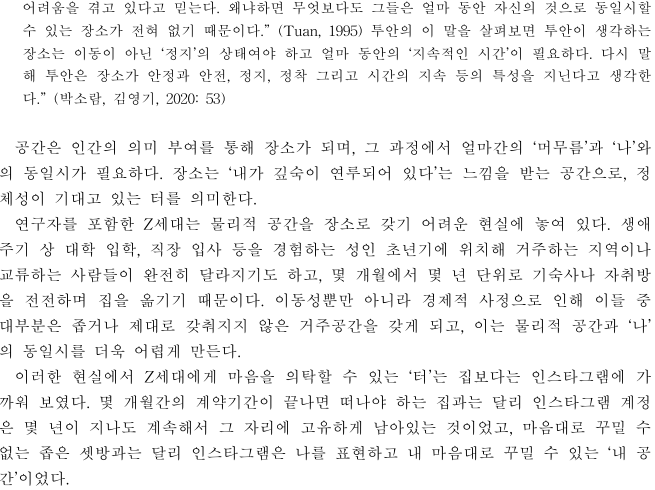 어려움을 겪고 있다고 믿는다. 왜냐하면 무엇보다도 그들은 얼마 동안 자신의 것으로 동일시할
수 있는 장소가 전혀 없기 때문이다.” (Tuan, 1995) 투안의 이 말을 살펴보면 투안이 생각하는
장소는 이동이 아닌 ‘정지’의 상태여야 하고 얼마 동안의 ‘지속적인 시간’이 필요하다. 다시 말
해 투안은 장소가 안정과 안전, 정지, 정착 그리고 시간의 지속 등의 특성을 지닌다고 생각한
다.” (박소람, 김영기, 2020: 53)
공간은 인간의 의미 부여를 통해 장소가 되며, 그 과정에서 얼마간의 ‘머무름’과 ‘나’와
의 동일시가 필요하다. 장소는 ‘내가 깊숙이 연루되어 있다’는 느낌을 받는 공간으로, 정
체성이 기대고 있는 터를 의미한다.
연구자를 포함한 Z세대는 물리적 공간을 장소로 갖기 어려운 현실에 놓여 있다. 생애
주기 상 대학 입학, 직장 입사 등을 경험하는 성인 초년기에 위치해 거주하는 지역이나
교류하는 사람들이 완전히 달라지기도 하고, 몇 개월에서 몇 년 단위로 기숙사나 자취방
을 전전하며 집을 옮기기 때문이다. 이동성뿐만 아니라 경제적 사정으로 인해 이들 중
대부분은 좁거나 제대로 갖춰지지 않은 거주공간을 갖게 되고, 이는 물리적 공간과 ‘나’
의 동일시를 더욱 어렵게 만든다.
이러한 현실에서 Z세대에게 마음을 의탁할 수 있는 ‘터’는 집보다는 인스타그램에 가
까워 보였다. 몇 개월간의 계약기간이 끝나면 떠나야 하는 집과는 달리 인스타그램 계정
은 몇 년이 지나도 계속해서 그 자리에 고유하게 남아있는 것이었고, 마음대로 꾸밀 수
없는 좁은 셋방과는 달리 인스타그램은 나를 표현하고 내 마음대로 꾸밀 수 있는 ‘내 공
간’이었다.